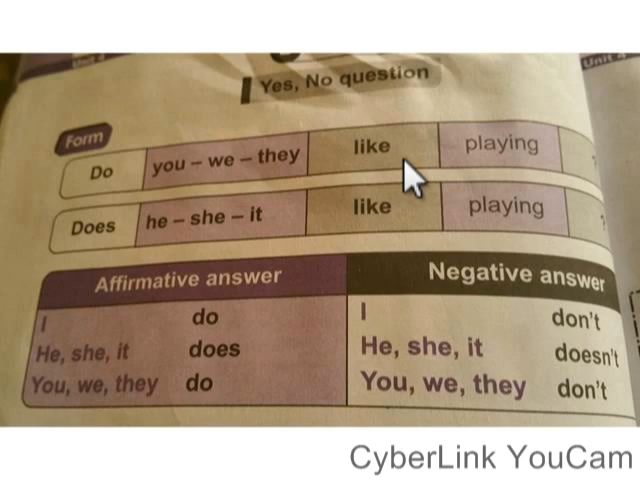 Unit 4
Yes, No question
Form
Do you – we – they like playing ?
Does he – she – it like playing ?
Affirmative answer Negative answer
I do I don't
He, she, it does He, she, it doesn't
You, we, they do You, we, they don't
CyberLink YouCam